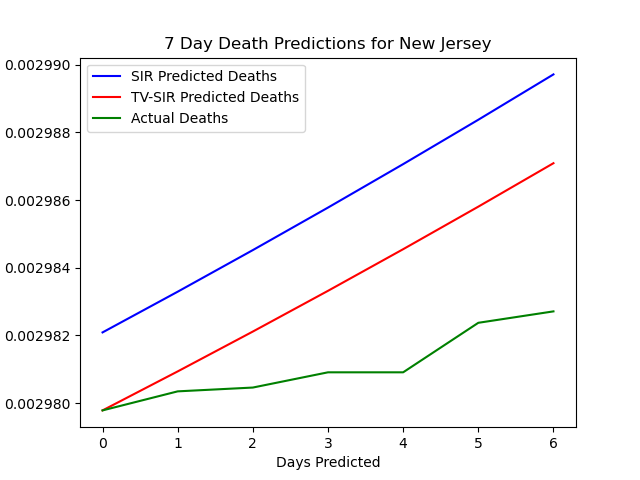 7 Day Death Predictions for New Jersey
0.002990
0.002988
0.002986
0.002984
0.002982
0.002980
SIR Predicted Deaths
TV-SIR Predicted Deaths
Actual Deaths
0 1 2 3 4 5 6
Days Predicted